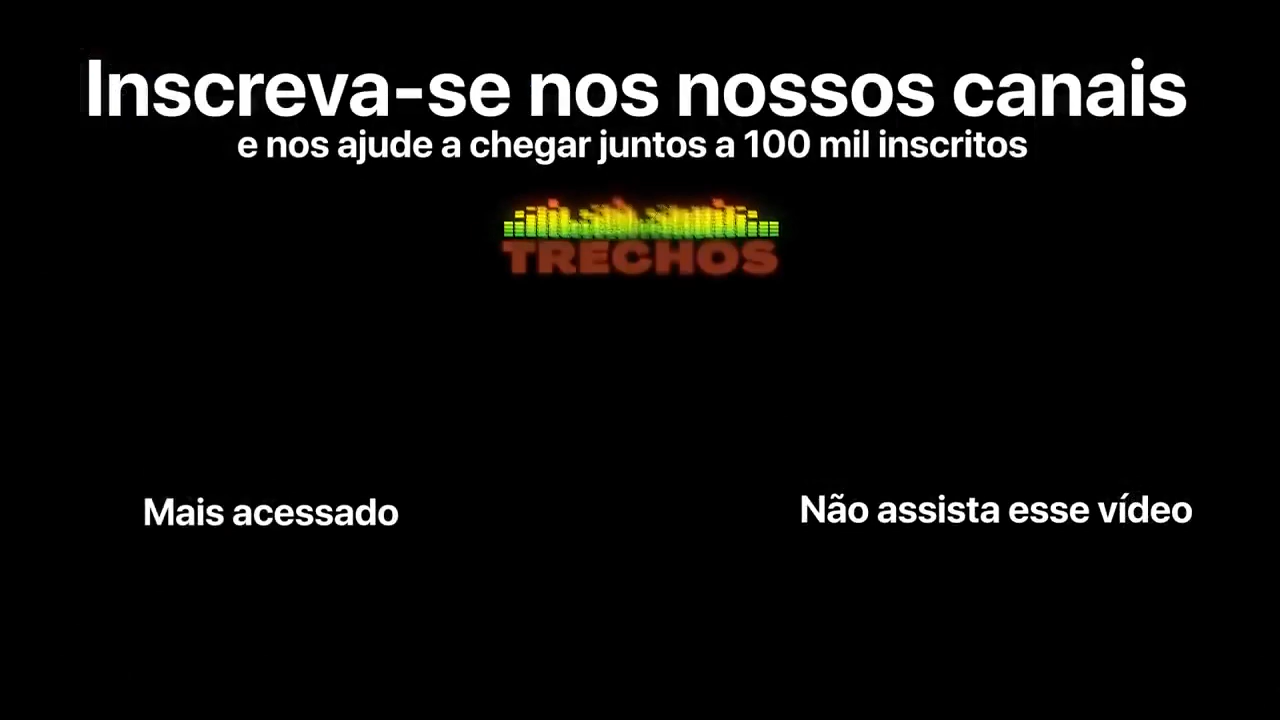 Inscreva-se nos nossos canais
e nos ajude a chegar juntos a 100 mil inscritos
TRECHOS
Mais acessado
Não assista esse vídeo